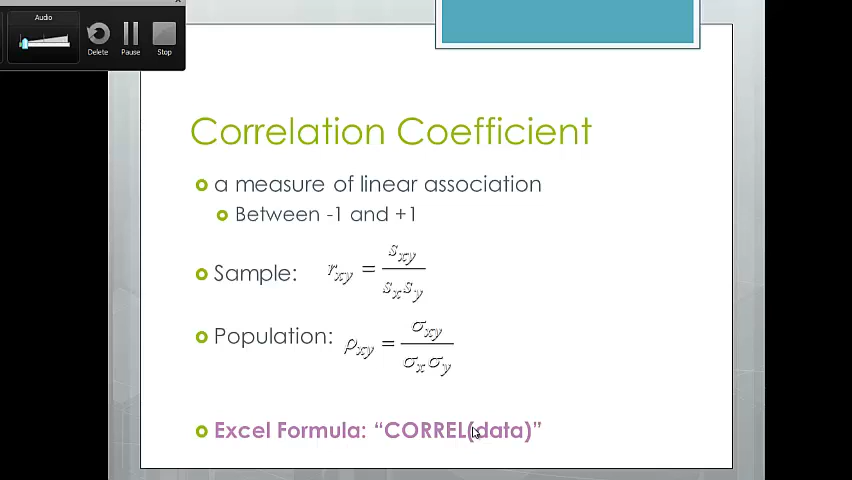 Audio
Delete Pause Stop
Correlation Coefficient
a measure of linear association
Between -1 and +1
Sample: r_xy = s_xy / s_x s_y
Population: ρ_xy = σ_xy / σ_x σ_y
Excel Formula: “CORREL(data)”